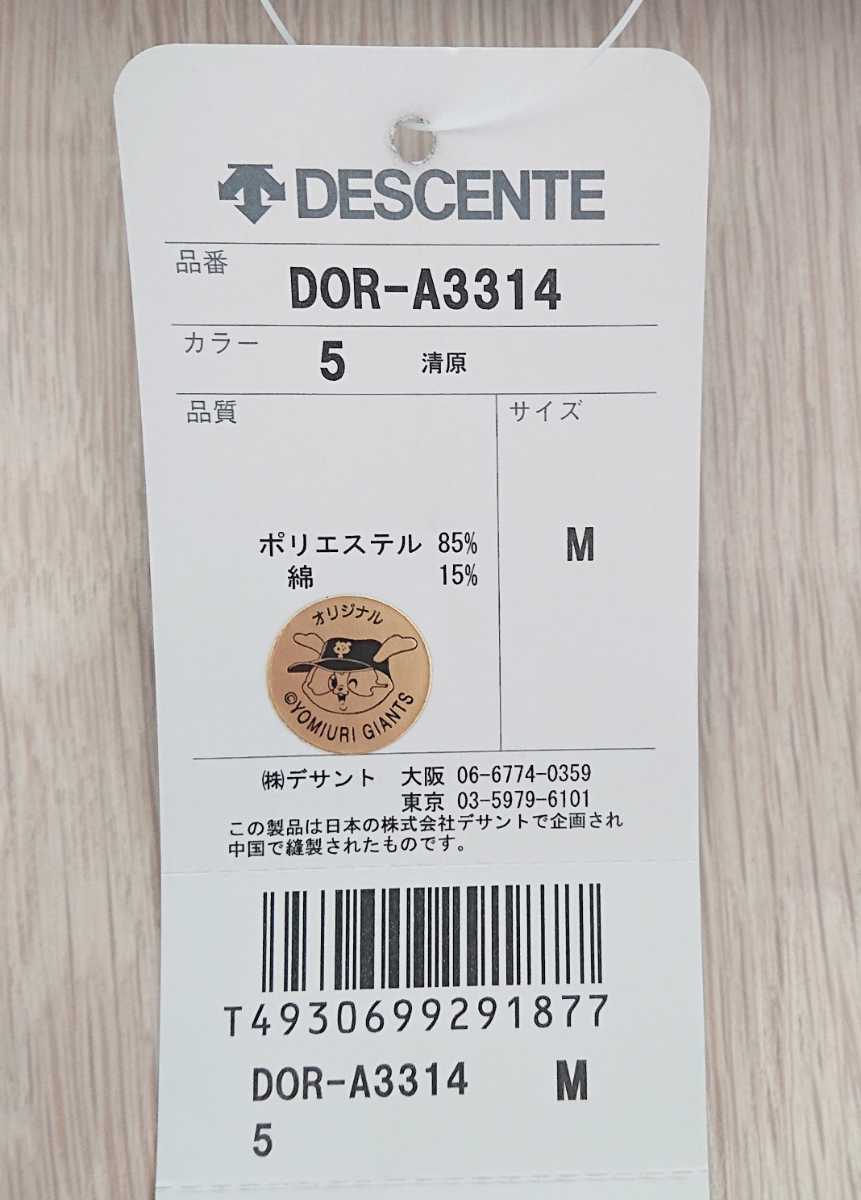 DESCENTE
品番 DOR-A3314
カラー 5 清原
品質 サイズ
ポリエステル 85% M
綿 15%
オリジナル
©YOMIURI GIANTS
㈱デサント 大阪 06-6774-0359
東京 03-5979-6101
この製品は日本の株式会社デサントで企画され
中国で縫製されたものです。
T4930699291877
DOR-A3314 M
5